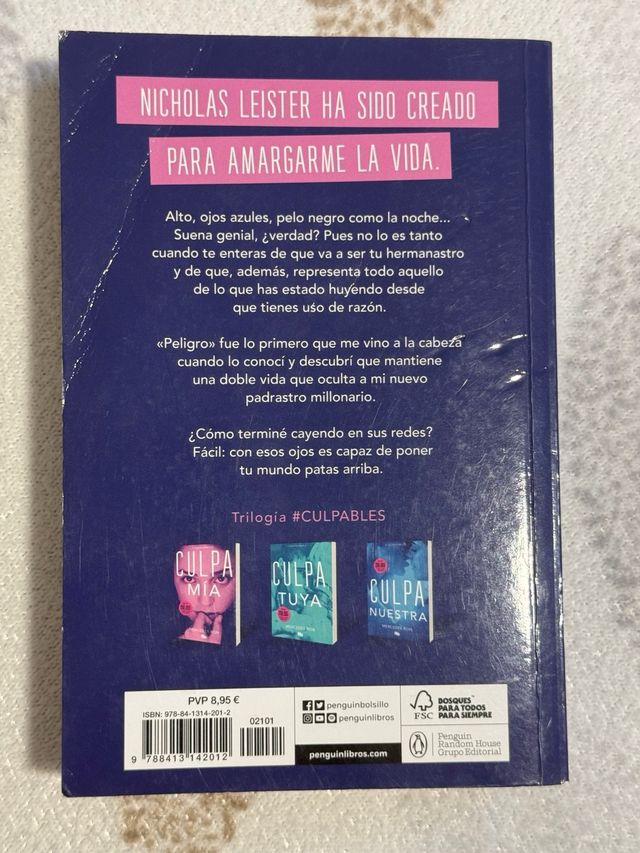 NICHOLAS LEISTER HA SIDO CREADO
PARA AMARGARME LA VIDA.
Alto, ojos azules, pelo negro como la noche...
Suena genial, ¿verdad? Pues no lo es tanto
cuando te enteras de que va a ser tu hermanastro
y de que, además, representa todo aquello
de lo que has estado huyendo desde
que tienes uso de razón.
«Peligro» fue lo primero que me vino a la cabeza
cuando lo conocí y descubrí que mantiene
una doble vida que oculta a mi nuevo
padrastro millonario.
¿Cómo terminé cayendo en sus redes?
Fácil: con esos ojos es capaz de poner
tu mundo patas arriba.
Trilogía #CULPABLES
CULPA
MÍA
CULPA
TUYA
MERCEDES RON
CULPA
NUESTRA
MERCEDES RON
PVP 8,95 €
ISBN: 978-84-1314-201-2
02101
9 788413 142012
penguinbolsillo
penguinlibros
penguinlibros.com
FSC
BOSQUES
PARA TODOS
PARA SIEMPRE
Penguin
Random House
Grupo Editorial